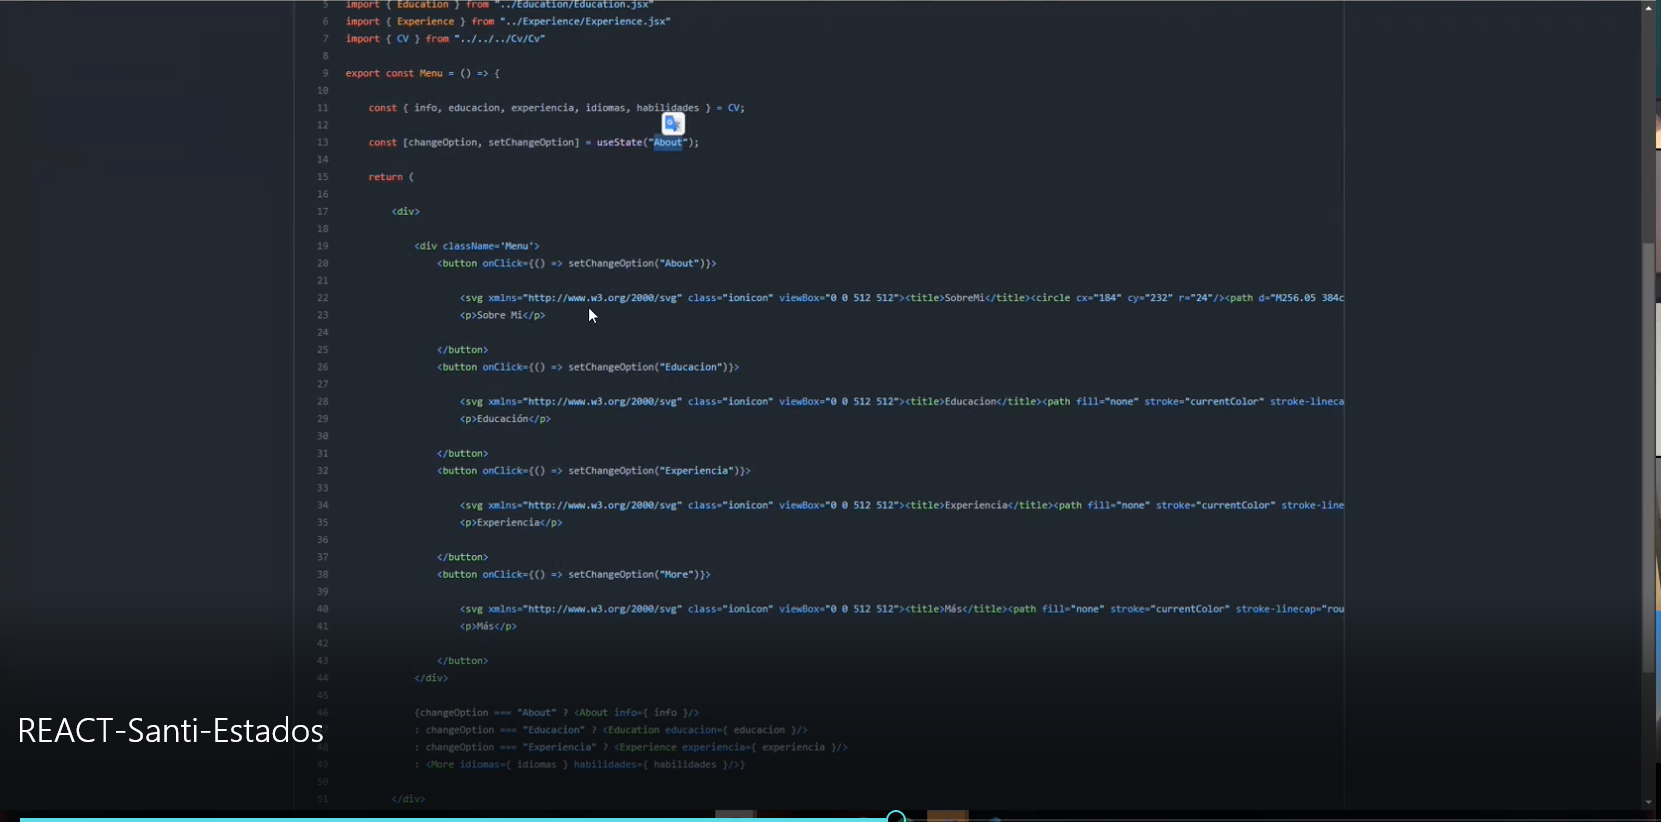 5 import { Education } from "../Education/Education.jsx"
6 import { Experience } from "../Experience/Experience.jsx"
7 import { CV } from "../../../Cv/Cv"
8
9 export const Menu = () => {
10
11 const { info, educacion, experiencia, idiomas, habilidades } = CV;
12
13 const [changeOption, setChangeOption] = useState("About");
14
15 return (
16
17 <div>
18
19 <div className='Menu'>
20 <button onClick={() => setChangeOption("About")}>
21
22 <svg xmlns="http://www.w3.org/2000/svg" class="ionicon" viewBox="0 0 512 512"><title>SobreMi</title><circle cx="184" cy="232" r="24"/><path d="M256.05 384c
23 <p>Sobre Mi</p>
24
25 </button>
26 <button onClick={() => setChangeOption("Educacion")}>
27
28 <svg xmlns="http://www.w3.org/2000/svg" class="ionicon" viewBox="0 0 512 512"><title>Educacion</title><path fill="none" stroke="currentColor" stroke-lineca
29 <p>Educación</p>
30
31 </button>
32 <button onClick={() => setChangeOption("Experiencia")}>
33
34 <svg xmlns="http://www.w3.org/2000/svg" class="ionicon" viewBox="0 0 512 512"><title>Experiencia</title><path fill="none" stroke="currentColor" stroke-line
35 <p>Experiencia</p>
36
37 </button>
38 <button onClick={() => setChangeOption("More")}>
39
40 <svg xmlns="http://www.w3.org/2000/svg" class="ionicon" viewBox="0 0 512 512"><title>Más</title><path fill="none" stroke="currentColor" stroke-linecap="rou
41 <p>Más</p>
42
43 </button>
44 </div>
45
46 {changeOption === "About" ? <About info={ info }/>
REACT-Santi-Estados
47 : changeOption === "Educacion" ? <Education educacion={ educacion }/>
48 : changeOption === "Experiencia" ? <Experience experiencia={ experiencia }/>
49 : <More idiomas={ idiomas } habilidades={ habilidades }/>}
50
51 </div>